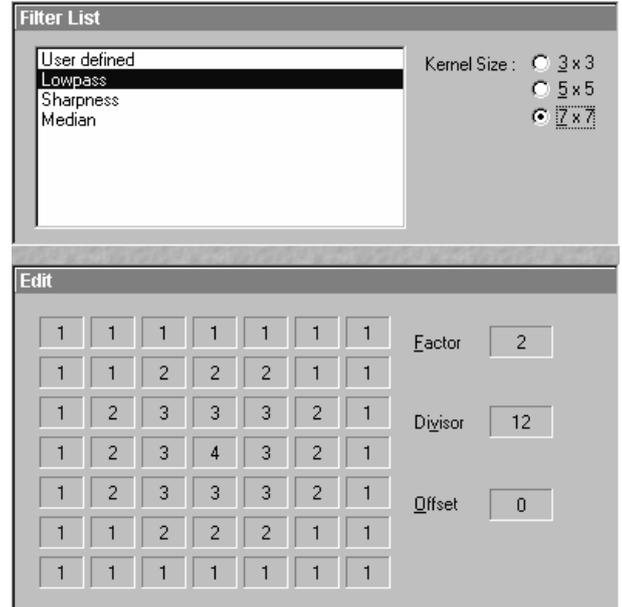 Filter List
User defined
Lowpass
Sharpness
Median
Kernel Size : 3 x 3
5 x 5
7 x 7
Edit
1 1 1 1 1 1 1
1 1 2 2 2 1 1
1 2 3 3 3 2 1
1 2 3 4 3 2 1
1 2 3 3 3 2 1
1 1 2 2 2 1 1
1 1 1 1 1 1 1
Factor 2
Divisor 12
Offset 0